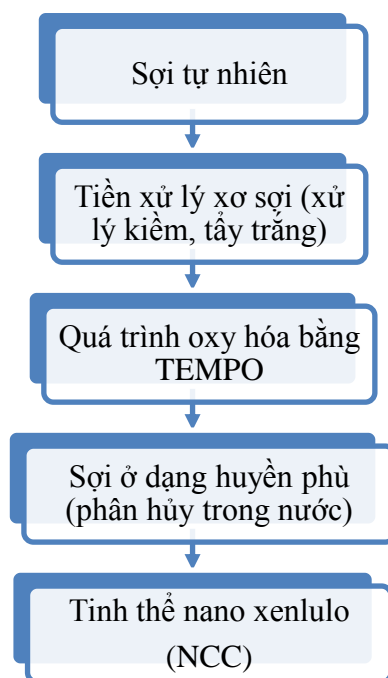 Sợi tự nhiên
Tiền xử lý xơ sợi (xử
lý kiềm, tẩy trắng)
Quá trình oxy hóa bằng
TEMPO
Sợi ở dạng huyền phù
(phân hủy trong nước)
Tinh thể nano xenlulo
(NCC)